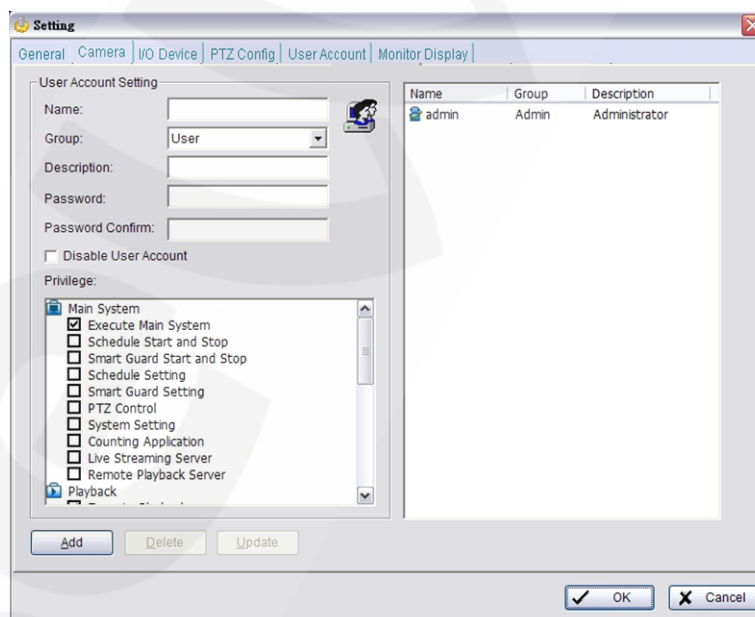 Setting
General Camera I/O Device PTZ Config User Account Monitor Display
User Account Setting
Name:
Group: User
Description:
Password:
Password Confirm:
Disable User Account
Privilege:
Main System
Execute Main System
Schedule Start and Stop
Smart Guard Start and Stop
Schedule Setting
Smart Guard Setting
PTZ Control
System Setting
Counting Application
Live Streaming Server
Remote Playback Server
Playback
Add Delete Update
Name Group Description
admin Admin Administrator
OK Cancel